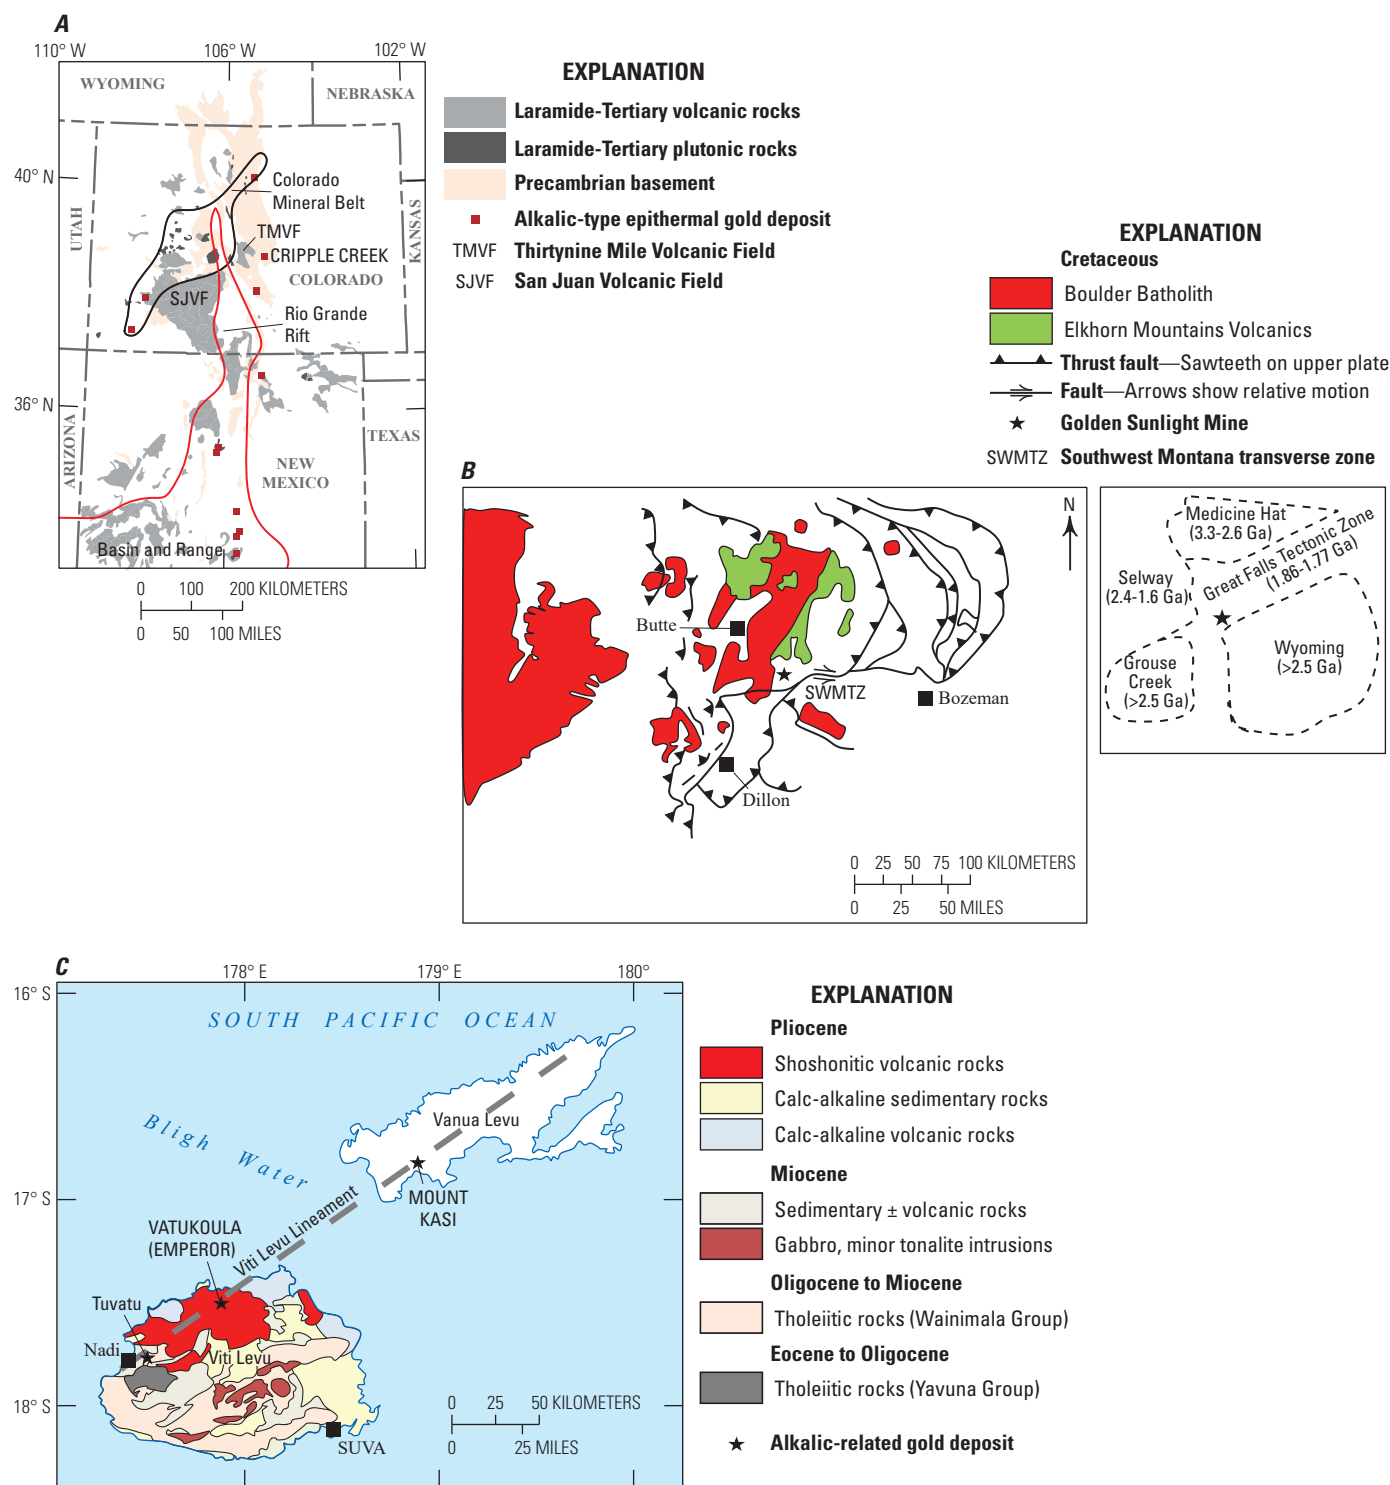 A
110° W
106° W
102° W
WYOMING
NEBRASKA
40° N
Colorado
Mineral Belt
UTAH
KANSAS
TMVF
CRIPPLE CREEK
COLORADO
SJVF
Rio Grande
Rift
36° N
ARIZONA
TEXAS
NEW
MEXICO
Basin and Range
0 100 200 KILOMETERS
0 50 100 MILES
EXPLANATION
Laramide-Tertiary volcanic rocks
Laramide-Tertiary plutonic rocks
Precambrian basement
Alkalic-type epithermal gold deposit
TMVF Thirtynine Mile Volcanic Field
SJVF San Juan Volcanic Field
EXPLANATION
Cretaceous
Boulder Batholith
Elkhorn Mountains Volcanics
Thrust fault—Sawteeth on upper plate
Fault—Arrows show relative motion
Golden Sunlight Mine
SWMTZ Southwest Montana transverse zone
B
N
Butte
SWMTZ
Bozeman
Dillon
0 25 50 75 100 KILOMETERS
0 25 50 MILES
Medicine Hat
(3.3-2.6 Ga)
Great Falls Tectonic Zone
(1.86-1.77 Ga)
Selway
(2.4-1.6 Ga)
Wyoming
(>2.5 Ga)
Grouse
Creek
(>2.5 Ga)
C
178° E
179° E
180°
16° S
SOUTH PACIFIC OCEAN
Bligh Water
Vanua Levu
17° S
MOUNT
KASI
Viti Levu Lineament
VATUKOULA
(EMPEROR)
Tuvatu
Nadi
Viti Levu
18° S
SUVA
0 25 50 KILOMETERS
0 25 MILES
EXPLANATION
Pliocene
Shoshonitic volcanic rocks
Calc-alkaline sedimentary rocks
Calc-alkaline volcanic rocks
Miocene
Sedimentary ± volcanic rocks
Gabbro, minor tonalite intrusions
Oligocene to Miocene
Tholeiitic rocks (Wainimala Group)
Eocene to Oligocene
Tholeiitic rocks (Yavuna Group)
Alkalic-related gold deposit